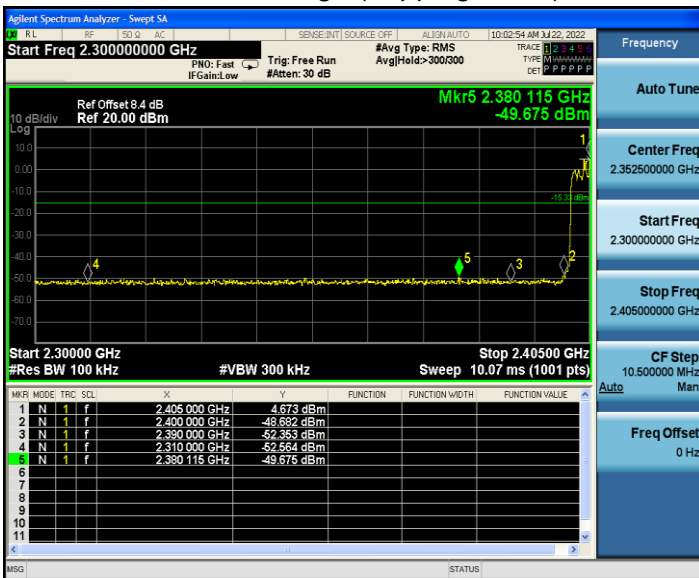 Agilent Spectrum Analyzer - Swept SA
RL RF 50 Ω AC SENSE:INT SOURCE OFF ALIGN AUTO 10:02:54 AM Jul 22, 2022
Start Freq 2.300000000 GHz
PNO: Fast
IFGain:Low
Trig: Free Run
#Atten: 30 dB
#Avg Type: RMS
Avg|Hold:>300/300
TRACE 1 2 3 4 5 6
TYPE M
DET P P P P P P
Frequency
Auto Tune
Center Freq
2.352500000 GHz
Start Freq
2.300000000 GHz
Stop Freq
2.405000000 GHz
CF Step
10.500000 MHz
Auto Man
Freq Offset
0 Hz
Mkr5 2.380 115 GHz
-49.675 dBm
Ref Offset 8.4 dB
10 dB/div Ref 20.00 dBm
Log
10.0
0.00
-10.0
-20.0
-30.0
-40.0
-50.0
-60.0
-70.0
1
-15.33 dBm
4
5
3
2
Start 2.30000 GHz Stop 2.40500 GHz
#Res BW 100 kHz #VBW 300 kHz Sweep 10.07 ms (1001 pts)
MKR MODE TRC SCL X Y FUNCTION FUNCTION WIDTH FUNCTION VALUE
1 N 1 f 2.405 000 GHz 4.673 dBm
2 N 1 f 2.400 000 GHz -48.682 dBm
3 N 1 f 2.390 000 GHz -52.353 dBm
4 N 1 f 2.310 000 GHz -52.564 dBm
5 N 1 f 2.380 115 GHz -49.675 dBm
6
7
8
9
10
11
MSG STATUS